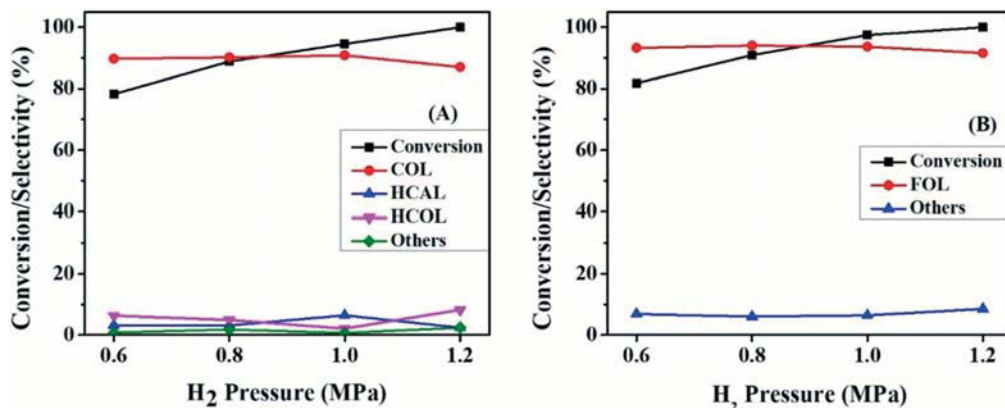 Conversion/Selectivity (%)
100
80
60
40
20
0
(A)
Conversion
COL
HCAL
HCOL
Others
0.6 0.8 1.0 1.2
H2 Pressure (MPa)
Conversion/Selectivity (%)
100
80
60
40
20
0
(B)
Conversion
FOL
Others
0.6 0.8 1.0 1.2
H Pressure (MPa)